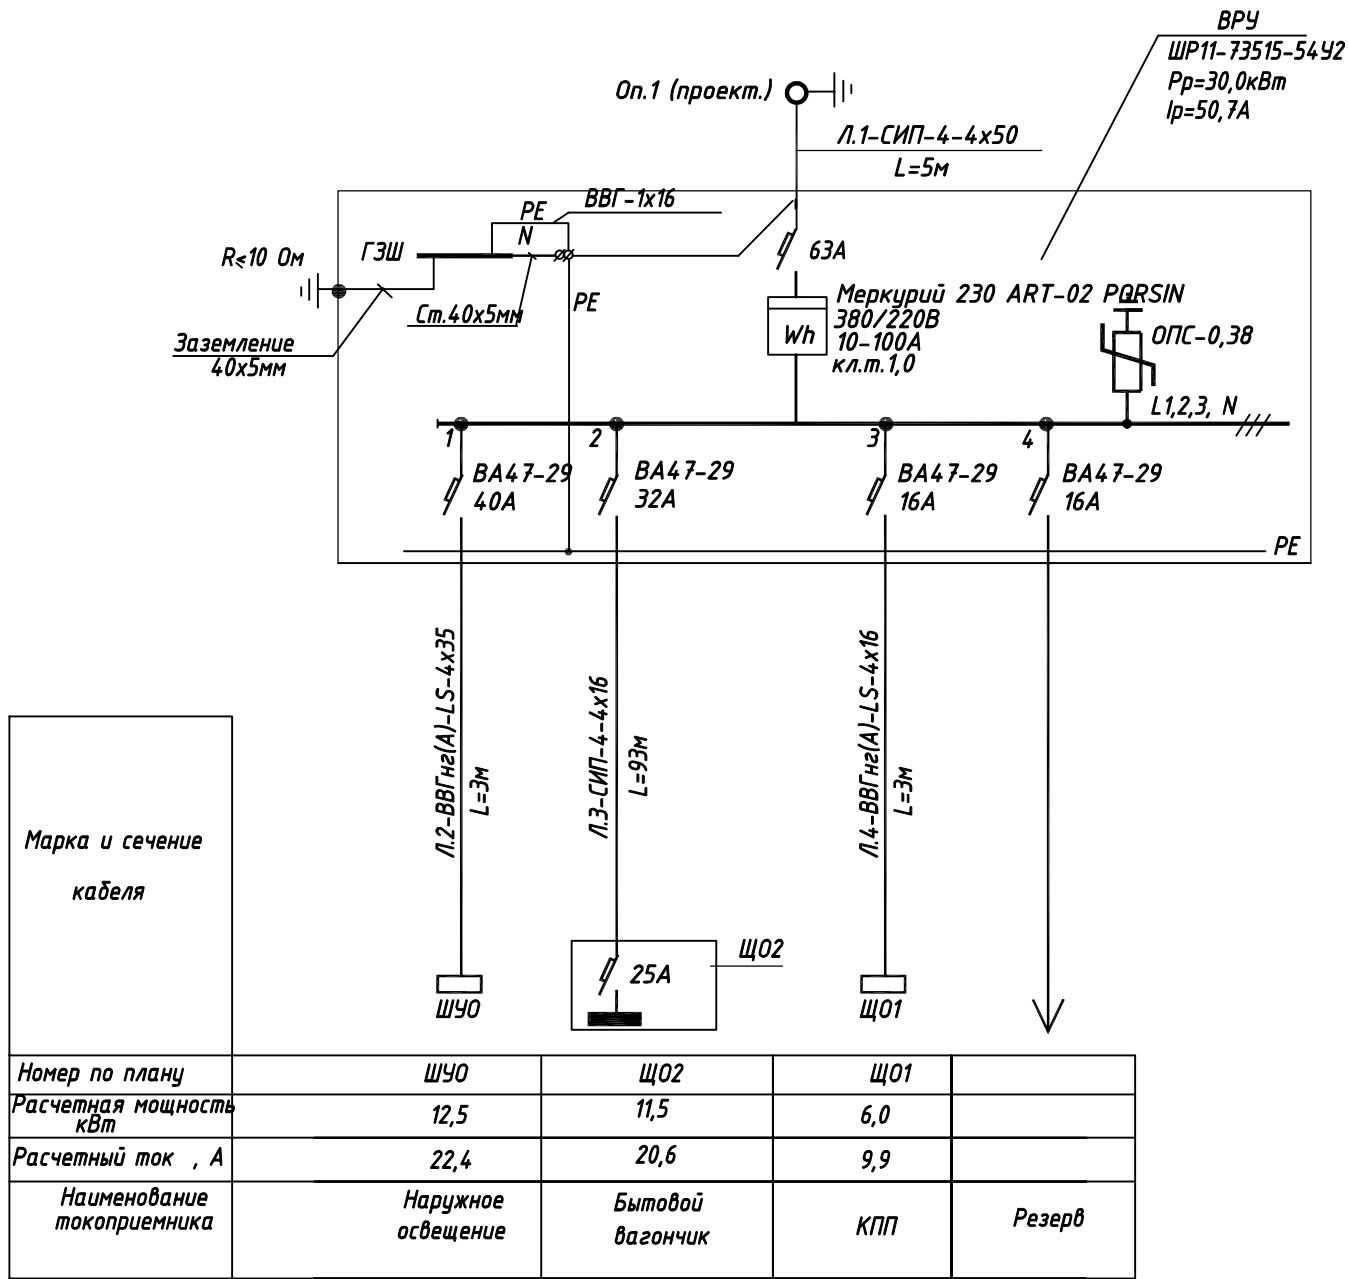 ВРУ
ШР11-73515-54У2
Рр=30,0кВт
Iр=50,7А
Оп.1 (проект.)
Л.1-СИП-4-4х50
L=5м
ВВГ-1х16
PE
N
ГЗШ
R≤10 Ом
63А
Ст.40х5мм
PE
Заземление
40х5мм
Меркурий 230 ART-02 PQRSIN
380/220В
10-100А
кл.т.1,0
Wh
ОПС-0,38
L1,2,3, N
1
2
3
4
ВА47-29
40А
ВА47-29
32А
ВА47-29
16А
ВА47-29
16А
PE
Л.2-ВВГнг(А)-LS-4х35
L=3м
Л.3-СИП-4-4х16
L=93м
Л.4-ВВГнг(А)-LS-4х16
L=3м
Марка и сечение
кабеля
ШУО
25А
ЩО2
ЩО1
Номер по плану
ШУО
ЩО2
ЩО1
Расчетная мощность
кВт
12,5
11,5
6,0
Расчетный ток , А
22,4
20,6
9,9
Наименование
токоприемника
Наружное
освещение
Бытовой
вагончик
КПП
Резерв